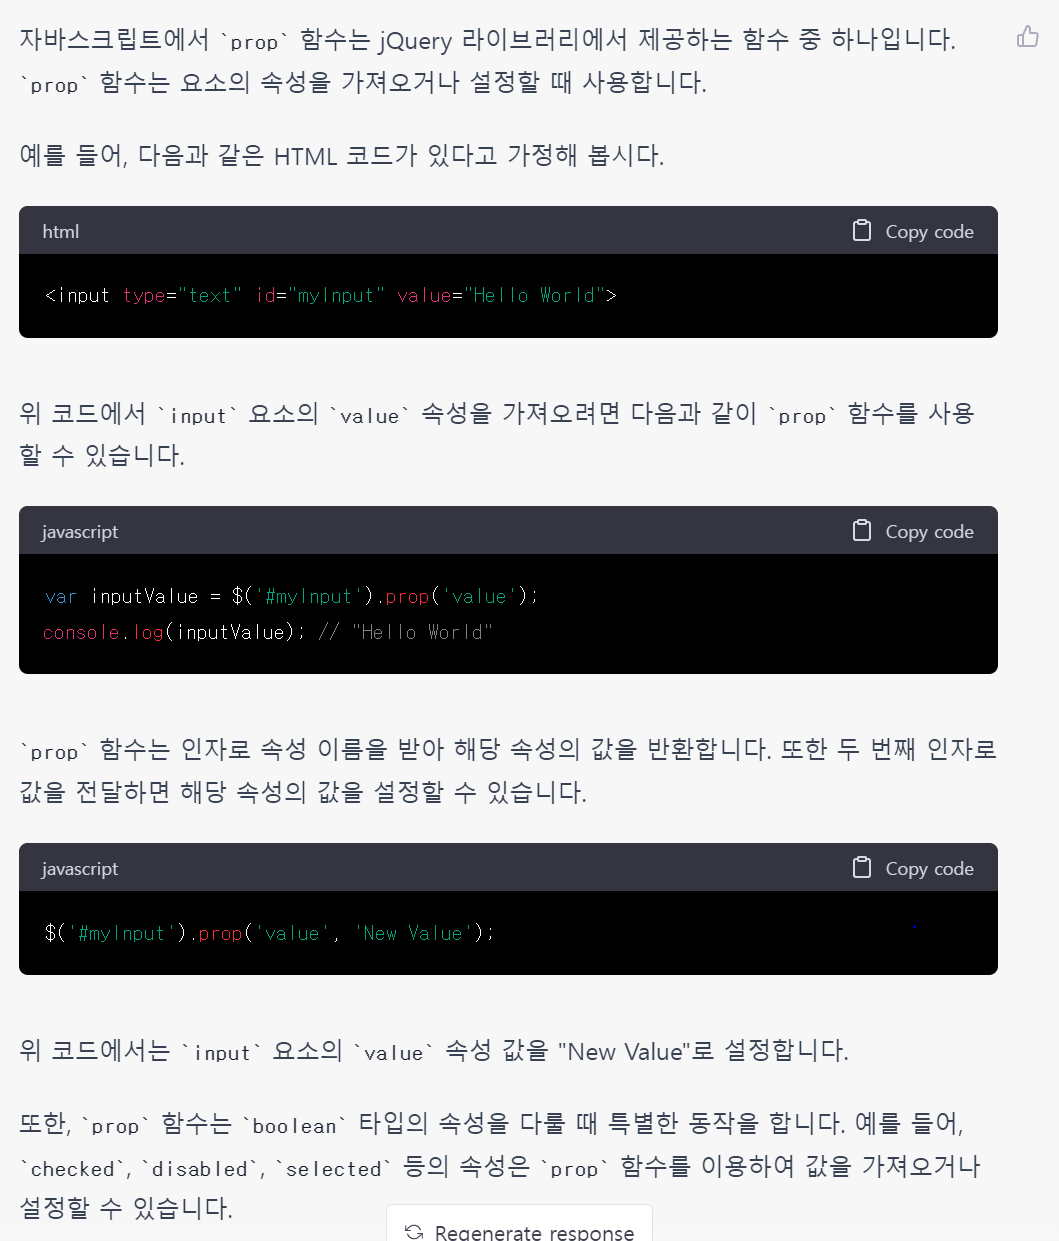 자바스크립트에서 `prop` 함수는 jQuery 라이브러리에서 제공하는 함수 중 하나입니다.
`prop` 함수는 요소의 속성을 가져오거나 설정할 때 사용합니다.
예를 들어, 다음과 같은 HTML 코드가 있다고 가정해 봅시다.
html Copy code
<input type="text" id="myInput" value="Hello World">
위 코드에서 `input` 요소의 `value` 속성을 가져오려면 다음과 같이 `prop` 함수를 사용
할 수 있습니다.
javascript Copy code
var inputValue = $('#myInput').prop('value');
console.log(inputValue); // "Hello World"
`prop` 함수는 인자로 속성 이름을 받아 해당 속성의 값을 반환합니다. 또한 두 번째 인자로
값을 전달하면 해당 속성의 값을 설정할 수 있습니다.
javascript Copy code
$('#myInput').prop('value', 'New Value');
위 코드에서는 `input` 요소의 `value` 속성 값을 "New Value"로 설정합니다.
또한, `prop` 함수는 `boolean` 타입의 속성을 다룰 때 특별한 동작을 합니다. 예를 들어,
`checked`, `disabled`, `selected` 등의 속성은 `prop` 함수를 이용하여 값을 가져오거나
설정할 수 있습니다.
Regenerate response